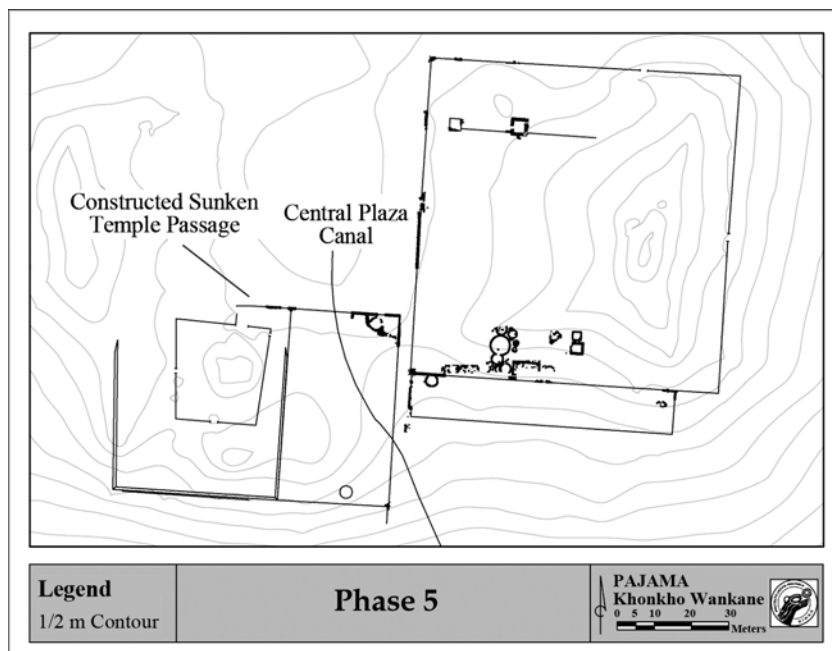 Constructed Sunken
Temple Passage
Central Plaza
Canal
Legend
1/2 m Contour
Phase 5
PAJAMA
Khonkho Wankane
0 5 10 20 30
Meters